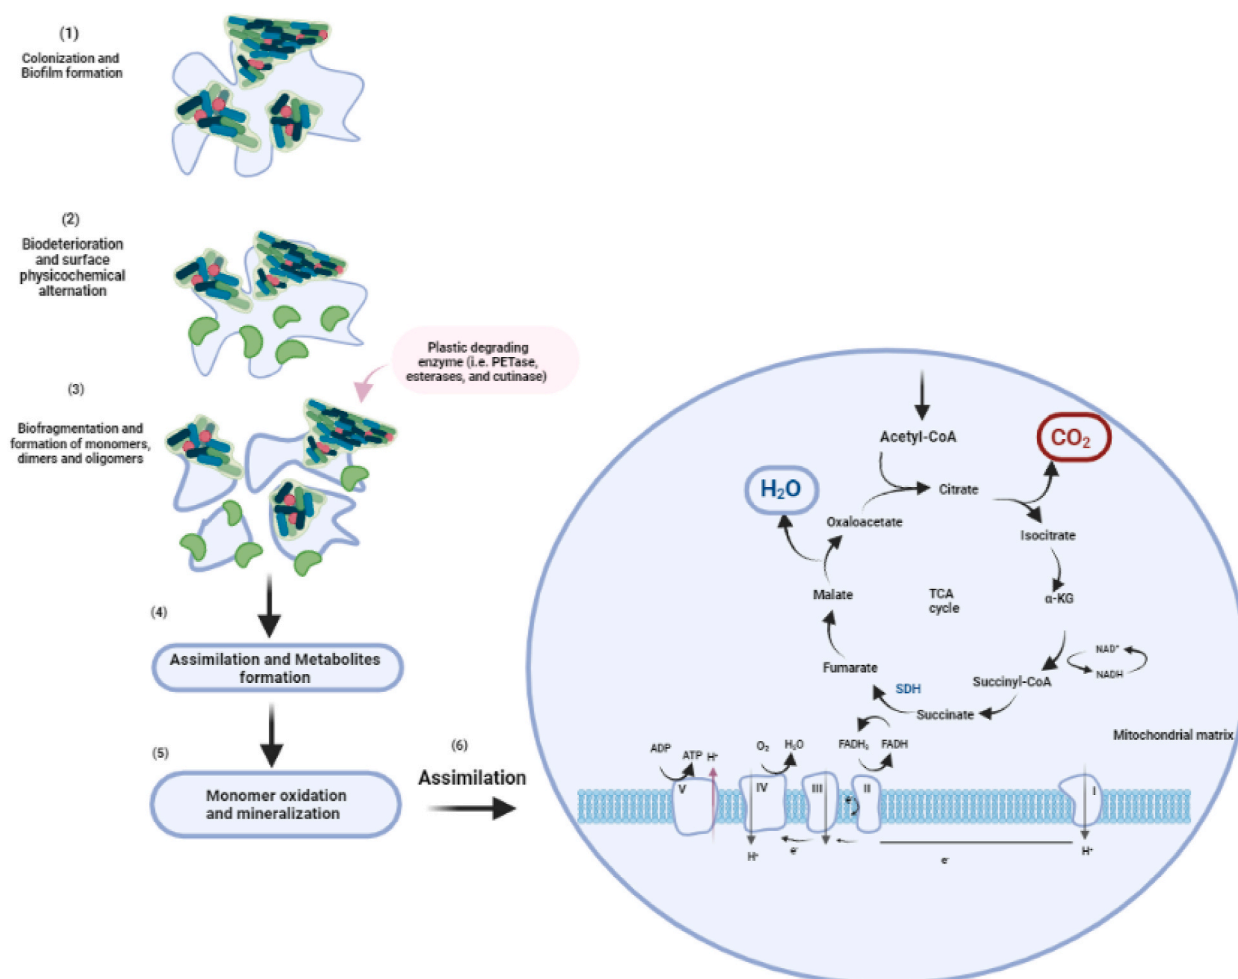 (1)
Colonization and
Biofilm formation
(2)
Biodeterioration
and surface
physicochemical
alternation
Plastic degrading
enzyme (i.e. PETase,
esterases, and cutinase)
(3)
Biofragmentation and
formation of monomers,
dimers and oligomers
(4)
Assimilation and Metabolites
formation
(5)
Monomer oxidation
and mineralization
(6)
Assimilation
Acetyl-CoA
CO₂
H₂O
Citrate
Oxaloacetate
Isocitrate
Malate
TCA
cycle
α-KG
Fumarate
NAD⁺
NADH
SDH
Succinyl-CoA
Succinate
Mitochondrial matrix
ADP
ATP
H⁺
O₂
H₂O
FADH₂
FADH
V
IV
III
II
I
e⁻
H⁺
e⁻
e⁻
H⁺